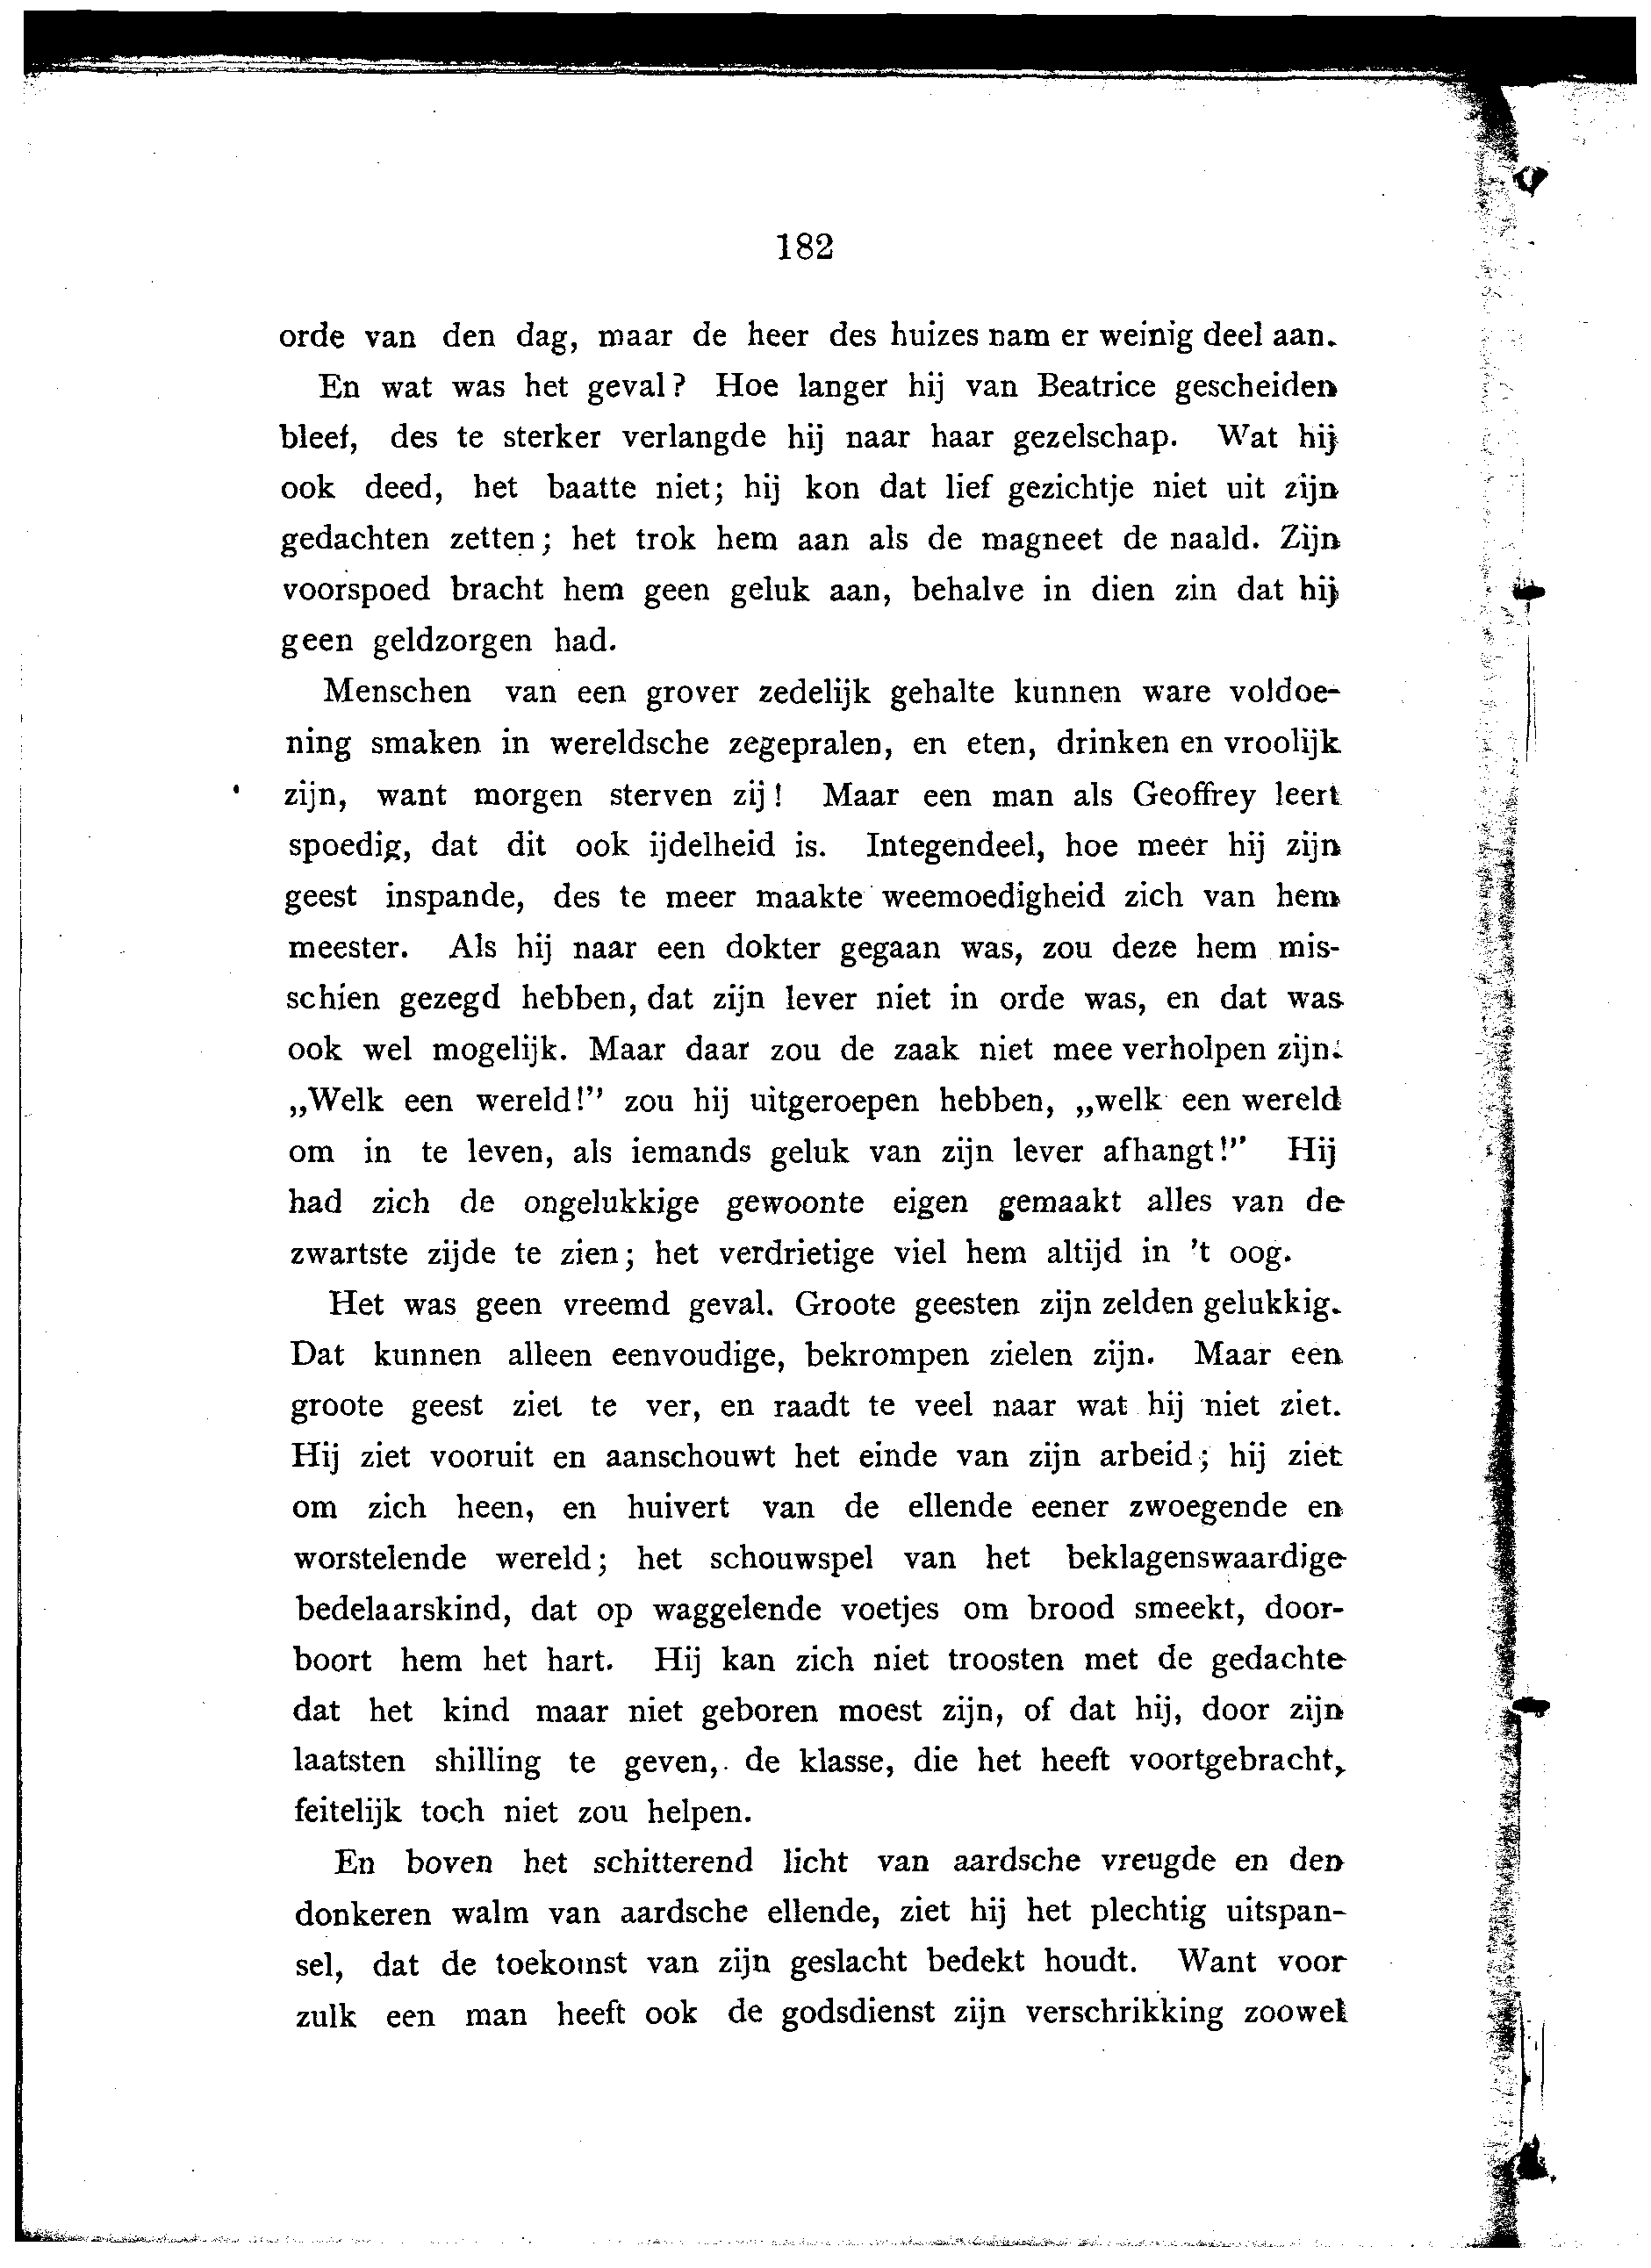 182
orde van den dag, maar de heer des huizes nam er weinig deel aan.
En wat was het geval? Hoe langer hij van Beatrice gescheiden
bleef, des te sterker verlangde hij naar haar gezelschap. Wat hij
ook deed, het baatte niet; hij kon dat lief gezichtje niet uit zijn
gedachten zetten; het trok hem aan als de magneet de naald. Zijn
voorspoed bracht hem geen geluk aan, behalve in dien zin dat hij
geen geldzorgen had.
Menschen van een grover zedelijk gehalte kunnen ware voldoe-
ning smaken in wereldsche zegepralen, en eten, drinken en vroolijk
zijn, want morgen sterven zij! Maar een man als Geoffrey leert
spoedig, dat dit ook ijdelheid is. Integendeel, hoe meer hij zijn
geest inspande, des te meer maakte weemoedigheid zich van hem
meester. Als hij naar een dokter gegaan was, zou deze hem mis-
schien gezegd hebben, dat zijn lever niet in orde was, en dat was
ook wel mogelijk. Maar daar zou de zaak niet mee verholpen zijn.
„Welk een wereld!” zou hij uitgeroepen hebben, „welk een wereld
om in te leven, als iemands geluk van zijn lever afhangt!” Hij
had zich de ongelukkige gewoonte eigen gemaakt alles van de
zwartste zijde te zien; het verdrietige viel hem altijd in 't oog.
Het was geen vreemd geval. Groote geesten zijn zelden gelukkig.
Dat kunnen alleen eenvoudige, bekrompen zielen zijn. Maar een
groote geest ziet te ver, en raadt te veel naar wat hij niet ziet.
Hij ziet vooruit en aanschouwt het einde van zijn arbeid; hij ziet
om zich heen, en huivert van de ellende eener zwoegende en
worstelende wereld; het schouwspel van het beklagenswaardige
bedelaarskind, dat op waggelende voetjes om brood smeekt, door-
boort hem het hart. Hij kan zich niet troosten met de gedachte
dat het kind maar niet geboren moest zijn, of dat hij, door zijn
laatsten shilling te geven, de klasse, die het heeft voortgebracht,
feitelijk toch niet zou helpen.
En boven het schitterend licht van aardsche vreugde en den
donkeren walm van aardsche ellende, ziet hij het plechtig uitspan-
sel, dat de toekomst van zijn geslacht bedekt houdt. Want voor
zulk een man heeft ook de godsdienst zijn verschrikking zoowel